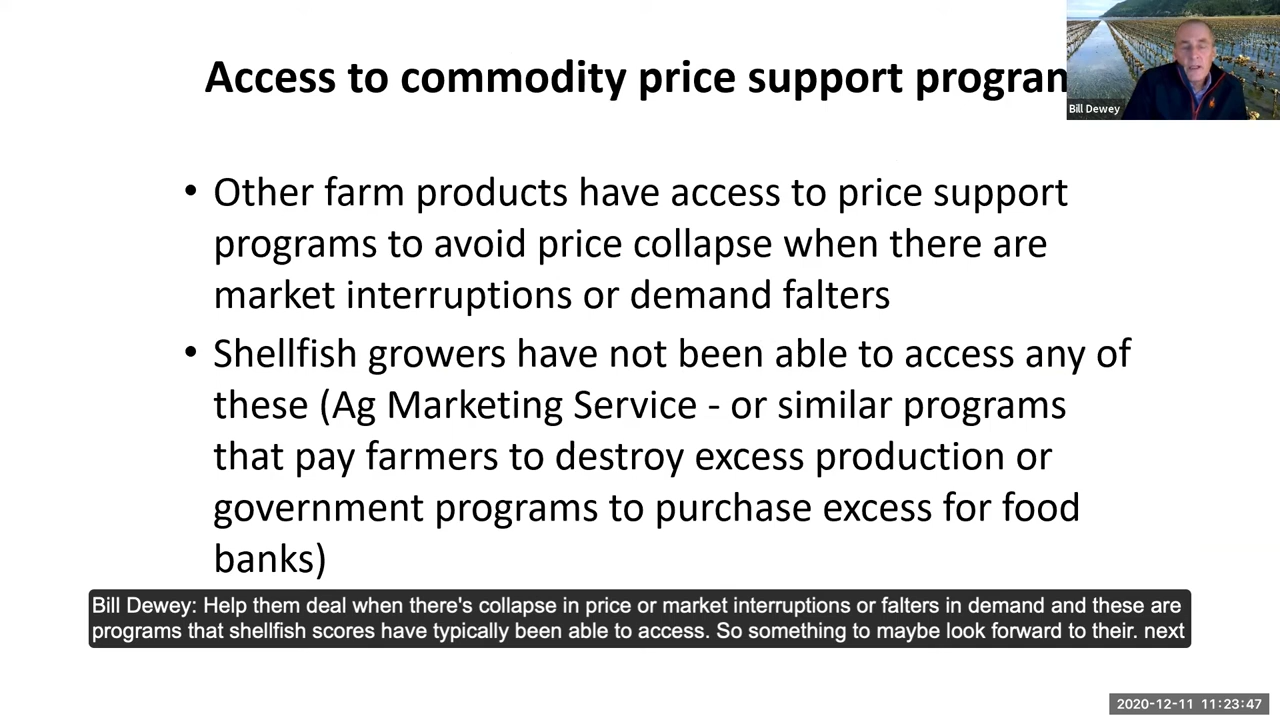 Access to commodity price support program
Bill Dewey
• Other farm products have access to price support
programs to avoid price collapse when there are
market interruptions or demand falters
• Shellfish growers have not been able to access any of
these (Ag Marketing Service - or similar programs
that pay farmers to destroy excess production or
government programs to purchase excess for food
banks)
Bill Dewey: Help them deal when there's collapse in price or market interruptions or falters in demand and these are
programs that shellfish scores have typically been able to access. So something to maybe look forward to their. next
2020-12-11 11:23:47